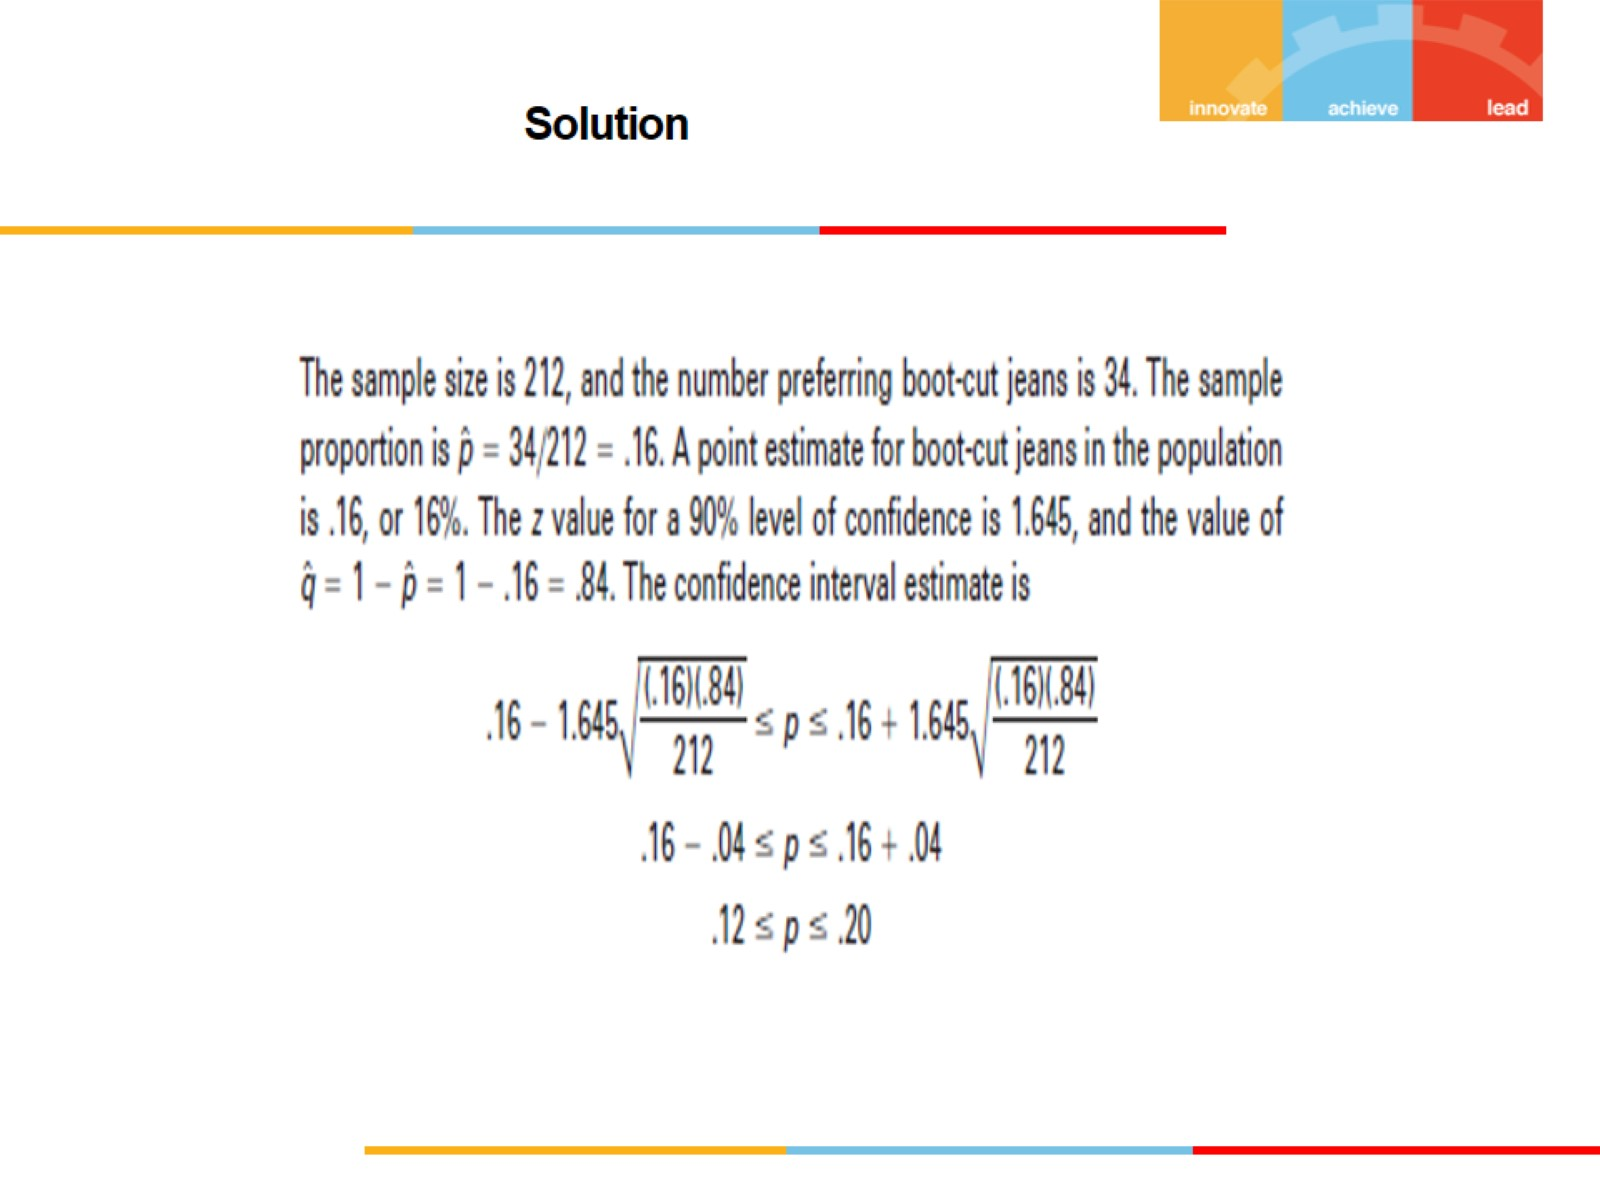 innovate achieve lead
Solution
The sample size is 212, and the number preferring boot-cut jeans is 34. The sample
proportion is p̂ = 34/212 = .16. A point estimate for boot-cut jeans in the population
is .16, or 16%. The z value for a 90% level of confidence is 1.645, and the value of
q̂ = 1 − p̂ = 1 − .16 = .84. The confidence interval estimate is
.16 − 1.645√((.16)(.84)/212) ≤ p ≤ .16 + 1.645√((.16)(.84)/212)
.16 − .04 ≤ p ≤ .16 + .04
.12 ≤ p ≤ .20